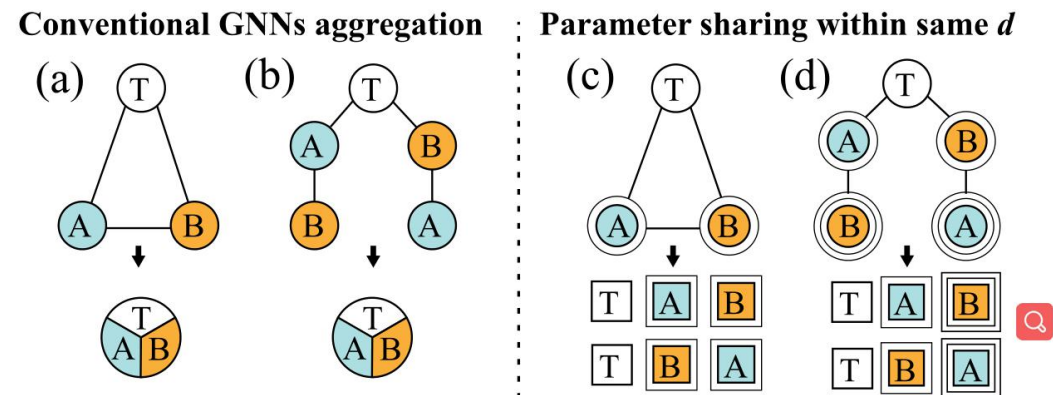 Conventional GNNs aggregation
Parameter sharing within same d
(a)
T
A
B
T
A
B
(b)
T
A
B
B
A
T
A
B
(c)
T
A
B
T
A
B
T
B
A
(d)
T
A
B
B
A
T
A
B
T
B
A